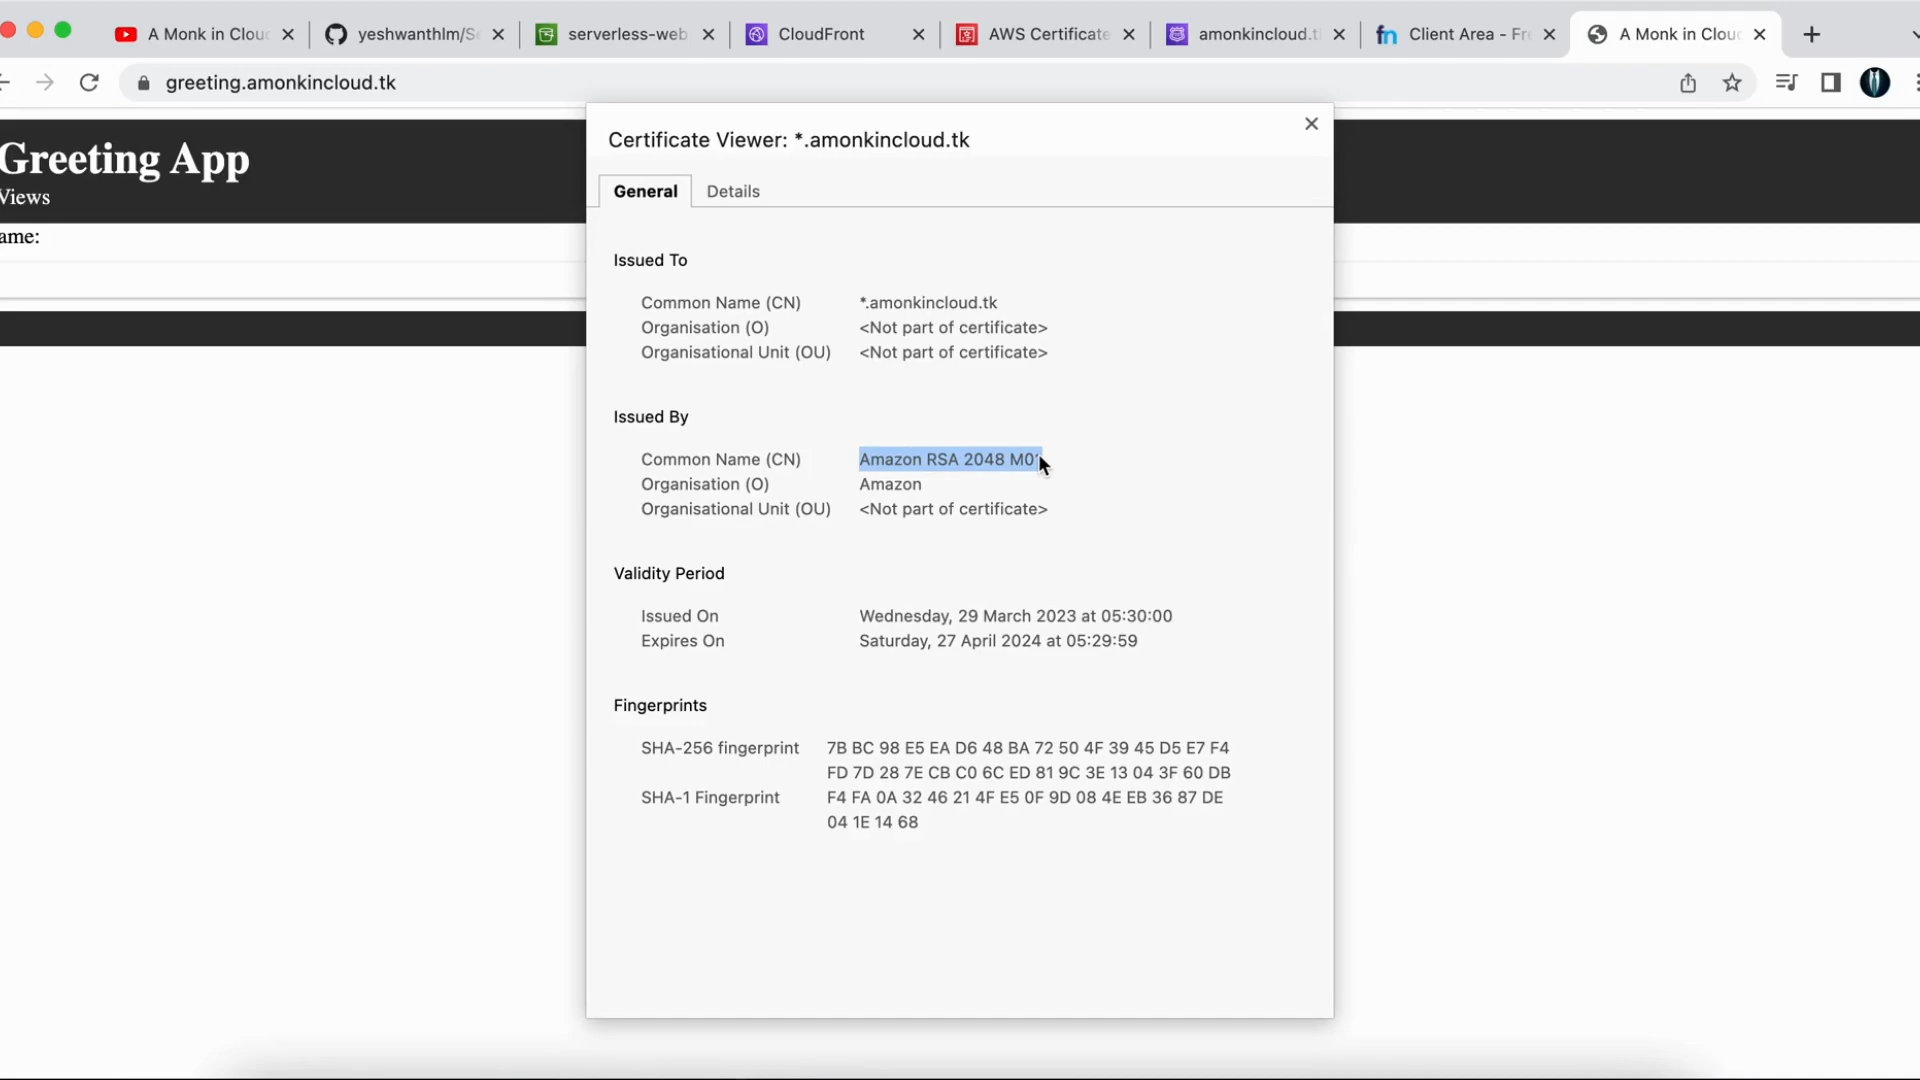 A Monk in Clou
yeshwanthlm/Se
serverless-web
CloudFront
AWS Certificate
amonkincloud.t
fn Client Area - Fre
A Monk in Clou
greeting.amonkincloud.tk
Certificate Viewer: *.amonkincloud.tk
Greeting App
Views
ame:
General Details
Issued To
Common Name (CN) *.amonkincloud.tk
Organisation (O) <Not part of certificate>
Organisational Unit (OU) <Not part of certificate>
Issued By
Common Name (CN) Amazon RSA 2048
Organisation (O) Amazon
Organisational Unit (OU) <Not part of certificate>
Validity Period
Issued On Wednesday, 29 March 2023 at 05:30:00
Expires On Saturday, 27 April 2024 at 05:29:59
Fingerprints
SHA-256 fingerprint 7B BC 98 E5 EA D6 48 BA 72 50 4F 39 45 D5 E7 F4
FD 7D 28 7E CB C0 6C ED 81 9C 3E 13 04 3F 60 DB
SHA-1 Fingerprint F4 FA 0A 32 46 21 4F E5 0F 9D 08 4E EB 36 87 DE
04 1E 14 68